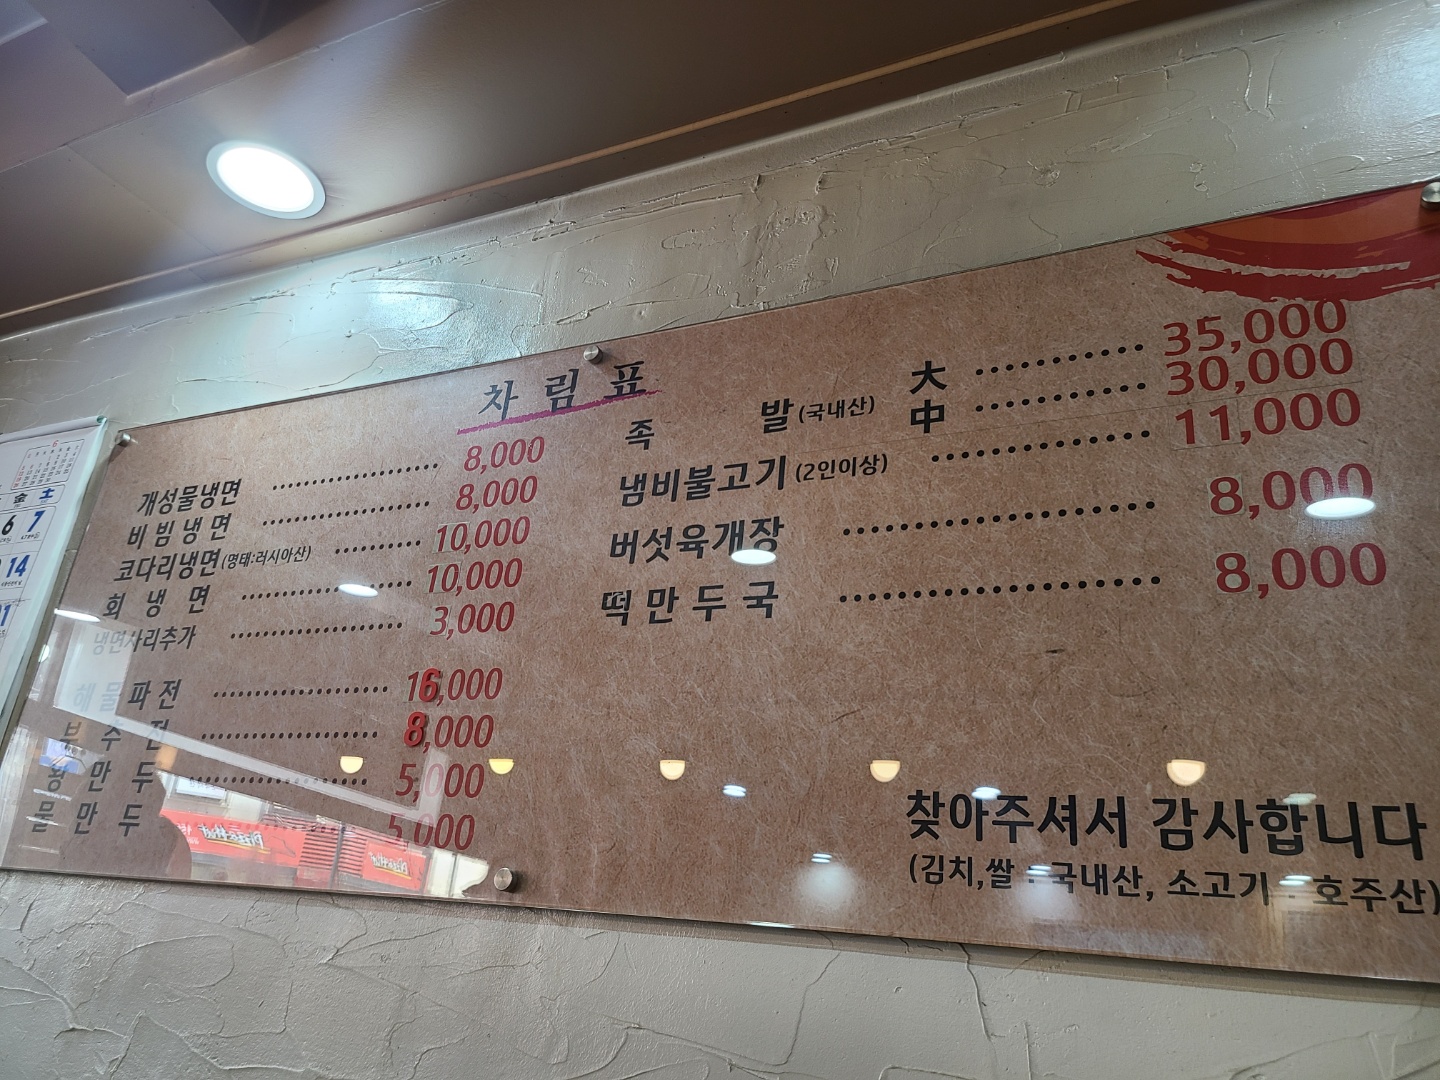 차림표
개성물냉면 8,000
비빔냉면 8,000
코다리냉면(명태:러시아산) 10,000
회냉면 10,000
냉면사리추가 3,000
해물파전 16,000
부추전 8,000
왕만두 5,000
물만두 5,000
족발(국내산) 大 35,000
中 30,000
냄비불고기(2인이상) 11,000
버섯육개장 8,000
떡만두국 8,000
찾아주셔서 감사합니다
(김치,쌀 : 국내산, 소고기 : 호주산)
金 土
6 7
14